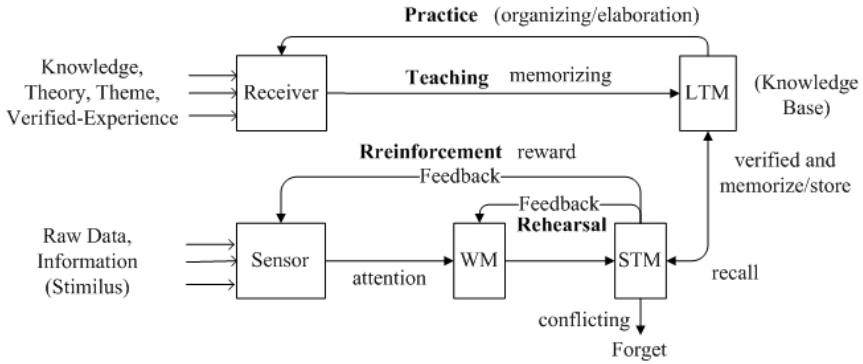 Practice (organizing/elaboration)
Knowledge,
Theory, Theme,
Verified-Experience
Receiver
Teaching memorizing
LTM
(Knowledge
Base)
Rreinforcement reward
Feedback
verified and
memorize/store
Feedback
Rehearsal
Raw Data,
Information
(Stimilus)
Sensor
attention
WM
STM
recall
conflicting
Forget